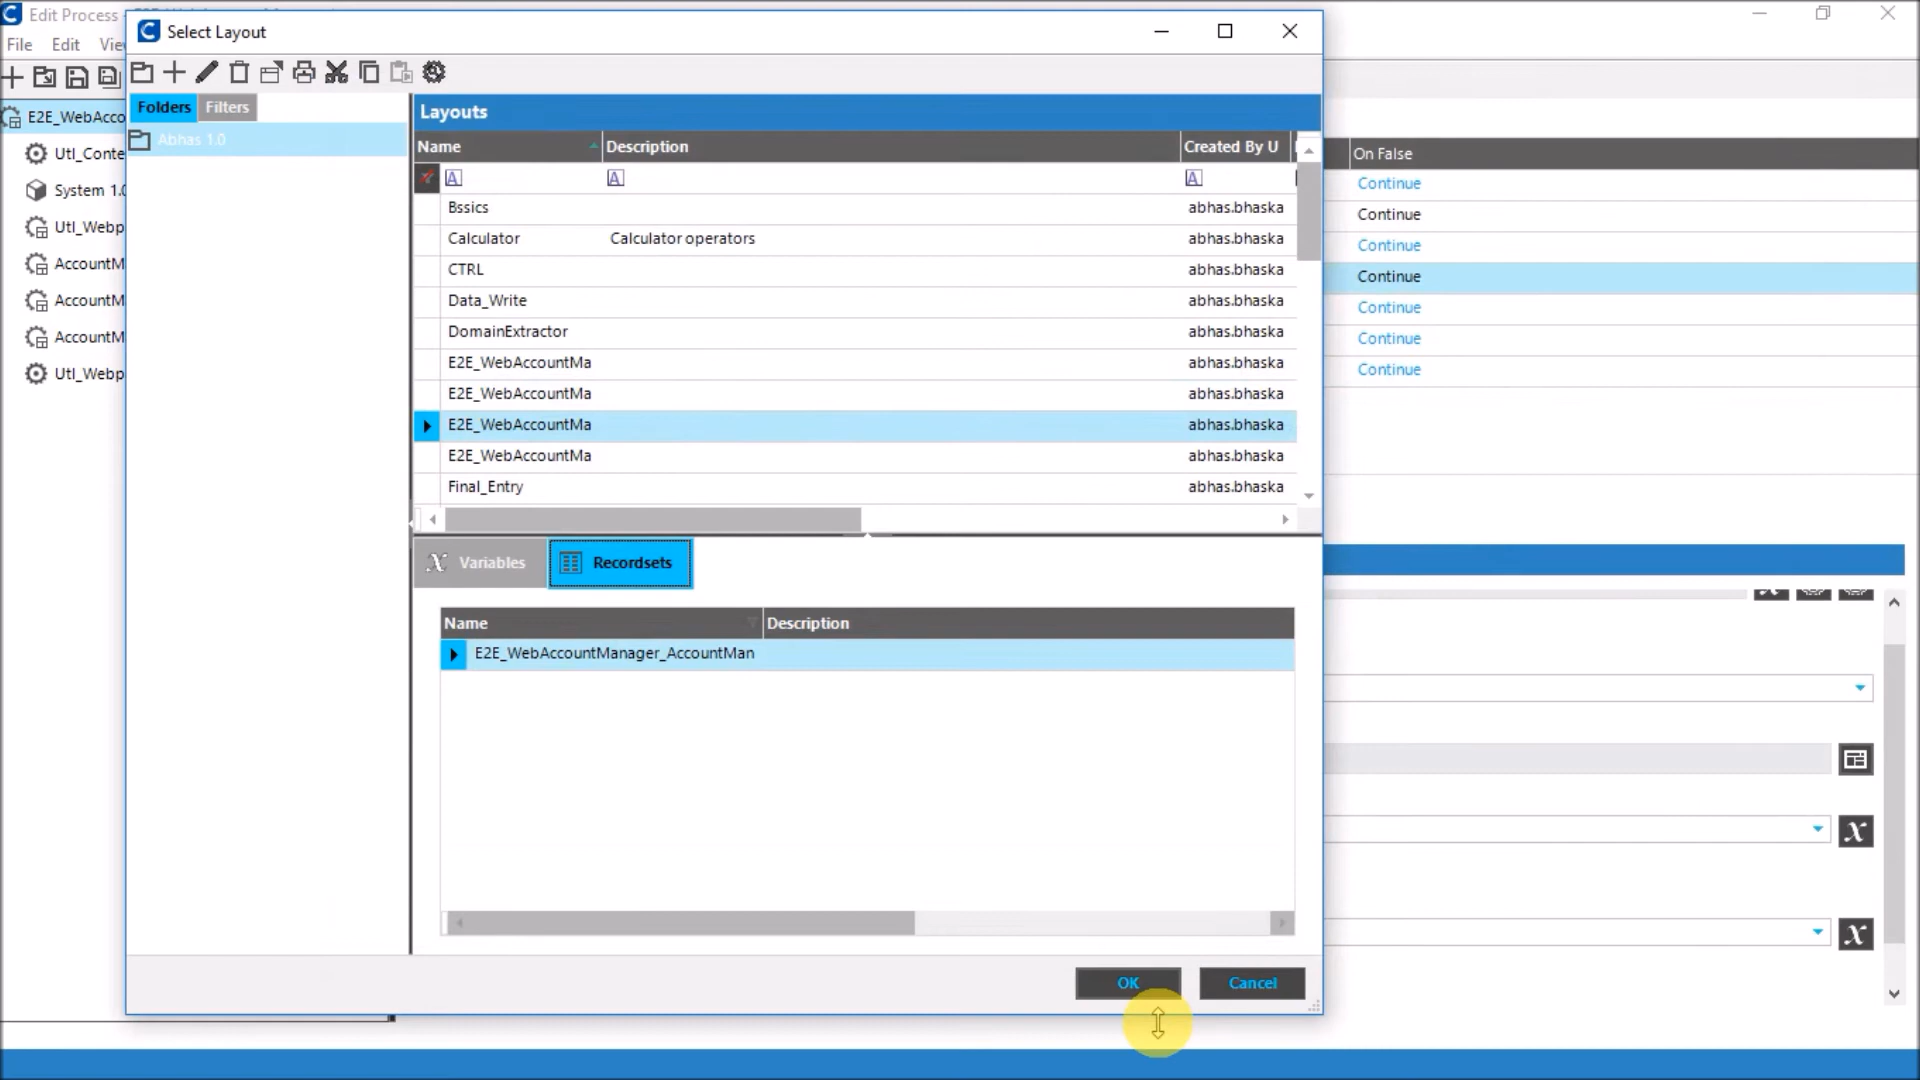 Edit Process
Select Layout
File Edit
Folders Filters
Layouts
E2E_WebAcco
Abhas 1.0
Name Description Created By U
On False
Utl_Conte
A A A
Continue
System 1.0
Bssics abhas.bhaska
Continue
Utl_Webp
Calculator Calculator operators abhas.bhaska
Continue
AccountM
CTRL abhas.bhaska
Continue
AccountM
Data_Write abhas.bhaska
Continue
AccountM
DomainExtractor abhas.bhaska
Continue
Utl_Webp
E2E_WebAccountMa abhas.bhaska
Continue
E2E_WebAccountMa abhas.bhaska
E2E_WebAccountMa abhas.bhaska
E2E_WebAccountMa abhas.bhaska
Final_Entry abhas.bhaska
X Variables Recordsets
Name Description
E2E_WebAccountManager_AccountMan
X
X
OK Cancel